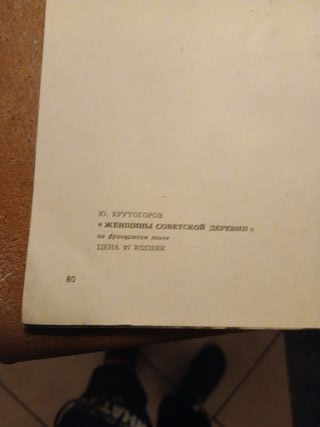 Ю. КРУТОГОРОВ
«ЖЕНЩИНЫ СОВЕТСКОЙ ДЕРЕВНИ»
на французском языке
ЦЕНА 97 КОПЕЕК
80